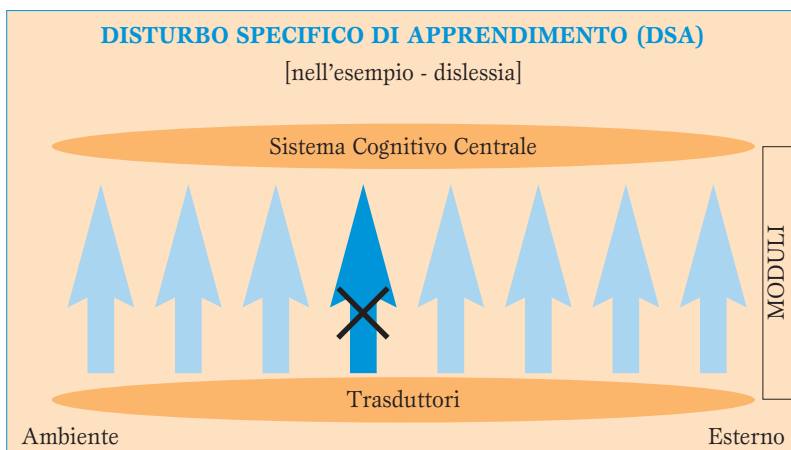 DISTURBO SPECIFICO DI APPRENDIMENTO (DSA)
[nell'esempio - dislessia]
Sistema Cognitivo Centrale
MODULI
Trasduttori
Ambiente
Esterno